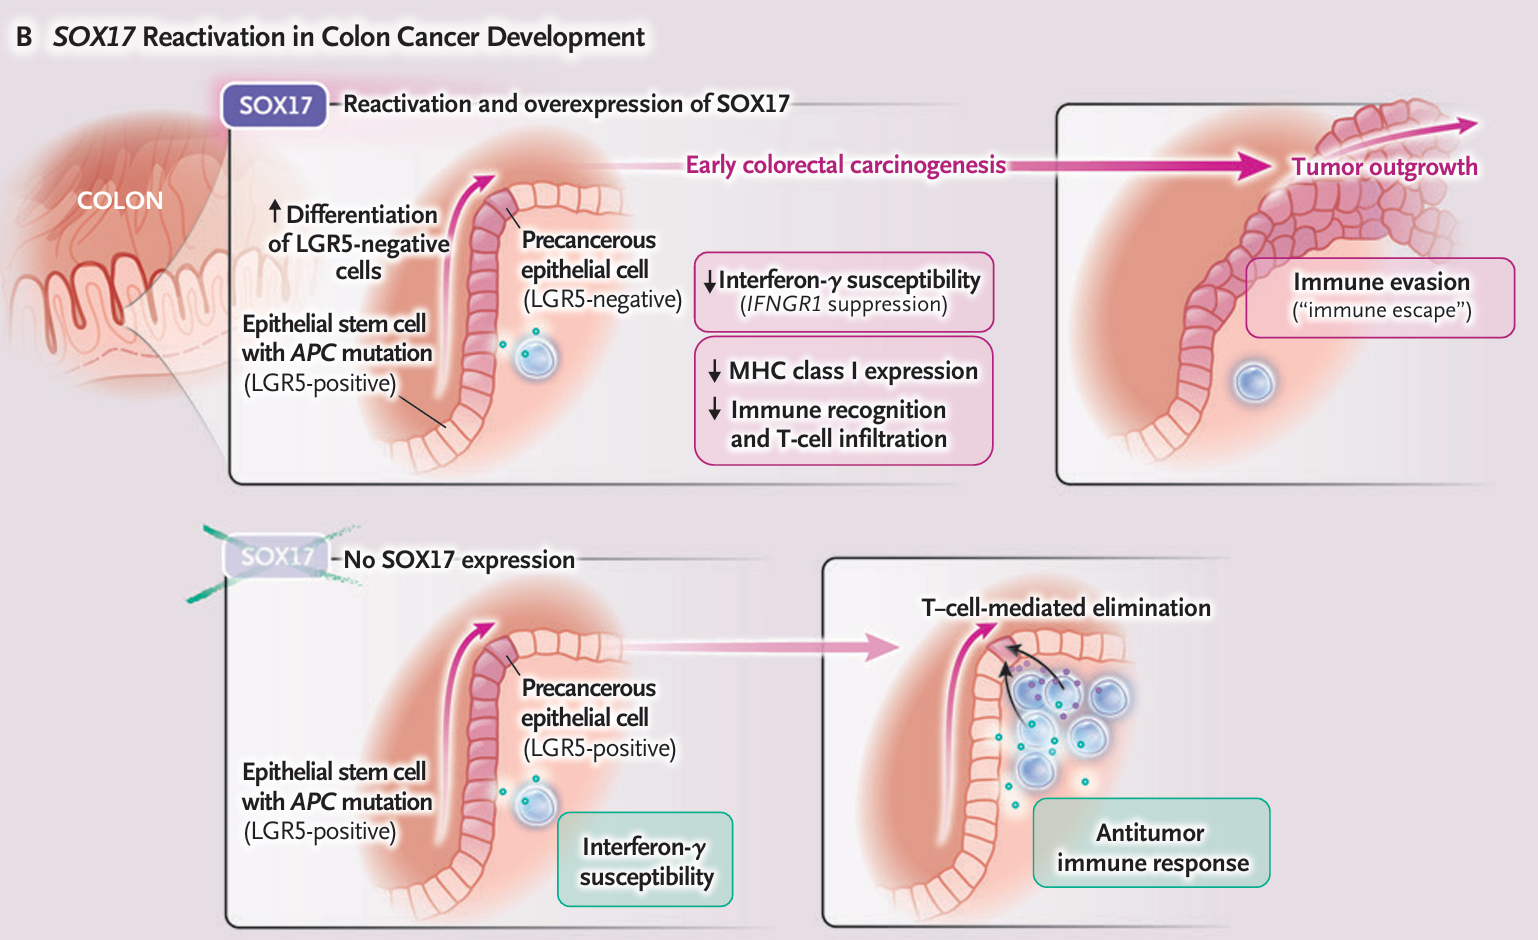 B SOX17 Reactivation in Colon Cancer Development
SOX17
Reactivation and overexpression of SOX17
COLON
↑ Differentiation
of LGR5-negative
cells
Epithelial stem cell
with APC mutation
(LGR5-positive)
Precancerous
epithelial cell
(LGR5-negative)
Early colorectal carcinogenesis
↓ Interferon-γ susceptibility
(IFNGR1 suppression)
↓ MHC class I expression
↓ Immune recognition
and T-cell infiltration
Tumor outgrowth
Immune evasion
(“immune escape”)
SOX17
No SOX17 expression
Epithelial stem cell
with APC mutation
(LGR5-positive)
Precancerous
epithelial cell
(LGR5-positive)
Interferon-γ
susceptibility
T–cell-mediated elimination
Antitumor
immune response